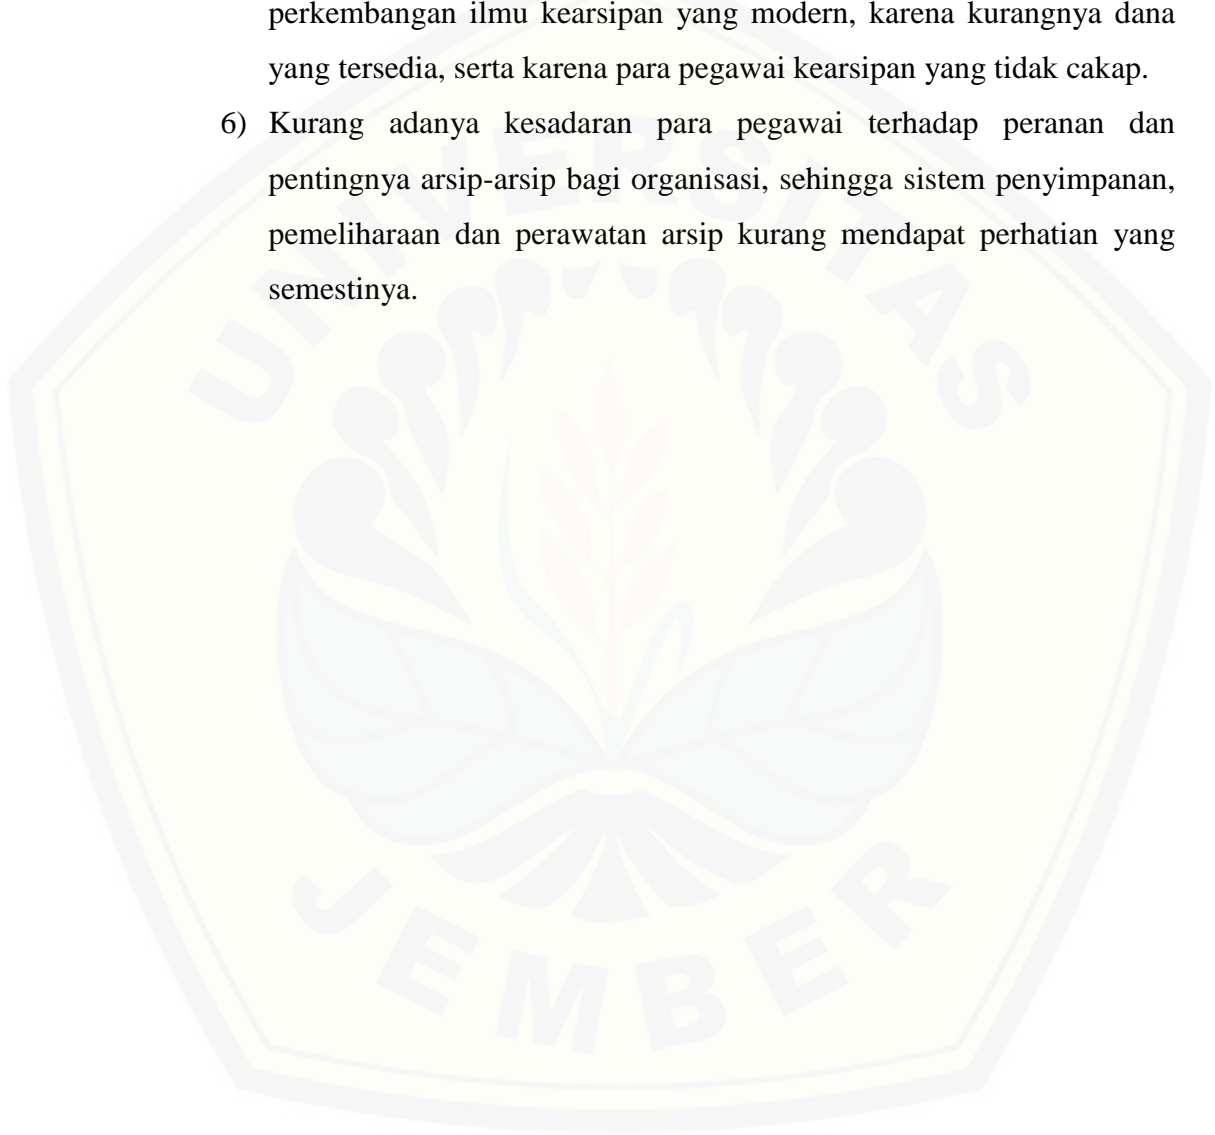 perkembangan ilmu kearsipan yang modern, karena kurangnya dana
yang tersedia, serta karena para pegawai kearsipan yang tidak cakap.
6) Kurang adanya kesadaran para pegawai terhadap peranan dan
pentingnya arsip-arsip bagi organisasi, sehingga sistem penyimpanan,
pemeliharaan dan perawatan arsip kurang mendapat perhatian yang
semestinya.
UNIVERSITAS
JEMBER